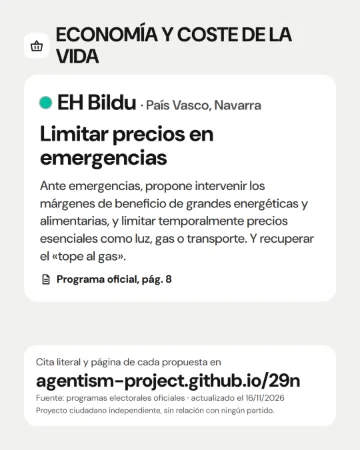 ECONOMÍA Y COSTE DE LA
VIDA
EH Bildu · País Vasco, Navarra
Limitar precios en
emergencias
Ante emergencias, propone intervenir los
márgenes de beneficio de grandes energéticas y
alimentarias, y limitar temporalmente precios
esenciales como luz, gas o transporte. Y recuperar
el «tope al gas».
Programa oficial, pág. 8
Cita literal y página de cada propuesta en
agentism-project.github.io/29n
Fuente: programas electorales oficiales · actualizado el 16/11/2026
Proyecto ciudadano independiente, sin relación con ningún partido.